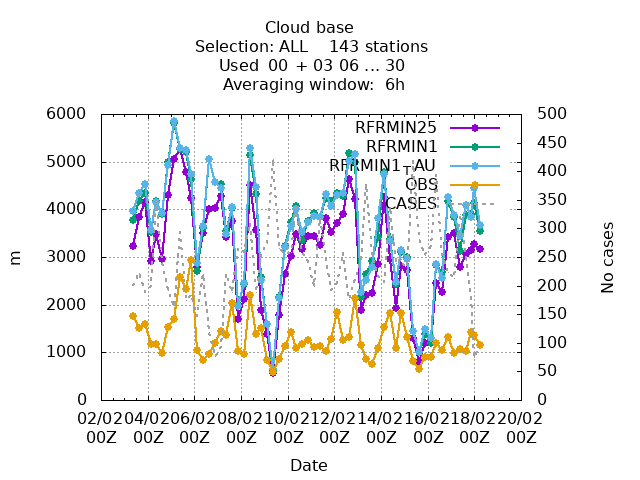 Cloud base
Selection: ALL    143 stations
Used  00 + 03 06 ... 30
Averaging window:  6h
RFRMIN25
RFRMIN1
RFRMIN1_TAU
OBS
CASES
6000
5000
4000
3000
2000
1000
0
m
500
450
400
350
300
250
200
150
100
50
0
No cases
02/02 04/02 06/02 08/02 10/02 12/02 14/02 16/02 18/02 20/02
00Z 00Z 00Z 00Z 00Z 00Z 00Z 00Z 00Z 00Z
Date